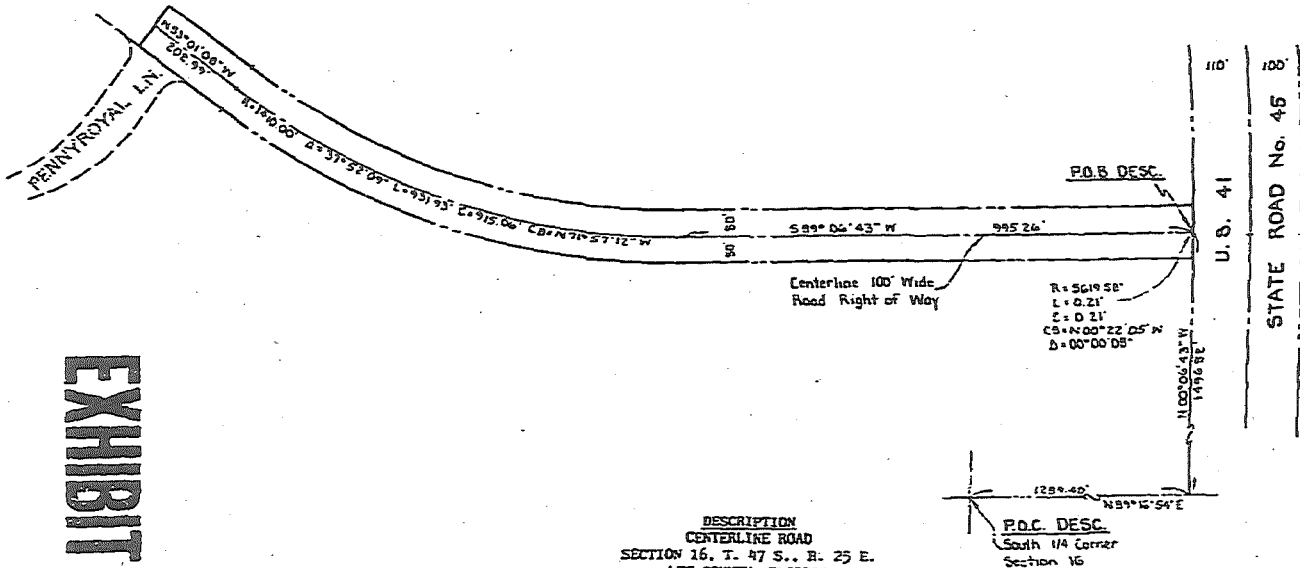 N53°01'08"W
202.99'
PENNYROYAL LN.
R=1410.00' Δ=37°52'09" L=931.93' C=915.06' CB=N71°57'12"W
50' 50'
S89°06'43"W 995.26'
Centerline 100' Wide
Road Right of Way
P.O.B DESC.
R=5619.58'
L=0.21'
C=0.21'
CB=N00°22'05"W
Δ=00°00'08"
110'
U.S. 41
100'
STATE ROAD No. 45
N00°06'43"W
1496.82'
1289.40'
N89°16'54"E
P.O.C. DESC.
South 1/4 Corner
Section 16
EXHIBIT
DESCRIPTION
CENTERLINE ROAD
SECTION 16, T. 47 S., R. 25 E.